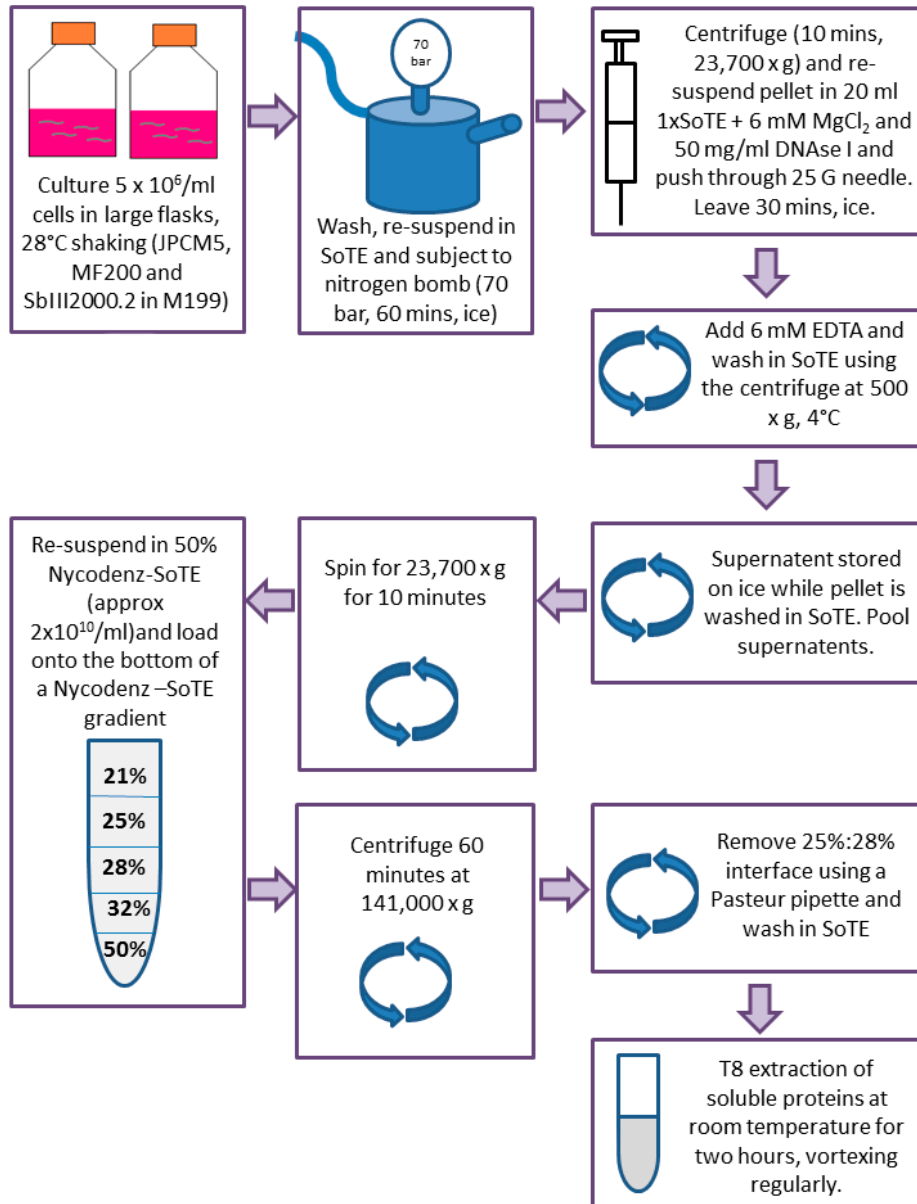 Culture 5 x 10⁶/ml
cells in large flasks,
28°C shaking (JPCM5,
MF200 and
SbIII2000.2 in M199)
70
bar
Wash, re-suspend in
SoTE and subject to
nitrogen bomb (70
bar, 60 mins, ice)
Centrifuge (10 mins,
23,700 x g) and re-
suspend pellet in 20 ml
1xSoTE + 6 mM MgCl₂ and
50 mg/ml DNAse I and
push through 25 G needle.
Leave 30 mins, ice.
Add 6 mM EDTA and
wash in SoTE using
the centrifuge at 500
x g, 4°C
Supernatent stored
on ice while pellet is
washed in SoTE. Pool
supernatents.
Spin for 23,700 x g
for 10 minutes
Re-suspend in 50%
Nycodenz-SoTE
(approx
2x10¹⁰/ml)and load
onto the bottom of
a Nycodenz –SoTE
gradient
21%
25%
28%
32%
50%
Centrifuge 60
minutes at
141,000 x g
Remove 25%:28%
interface using a
Pasteur pipette and
wash in SoTE
T8 extraction of
soluble proteins at
room temperature for
two hours, vortexing
regularly.